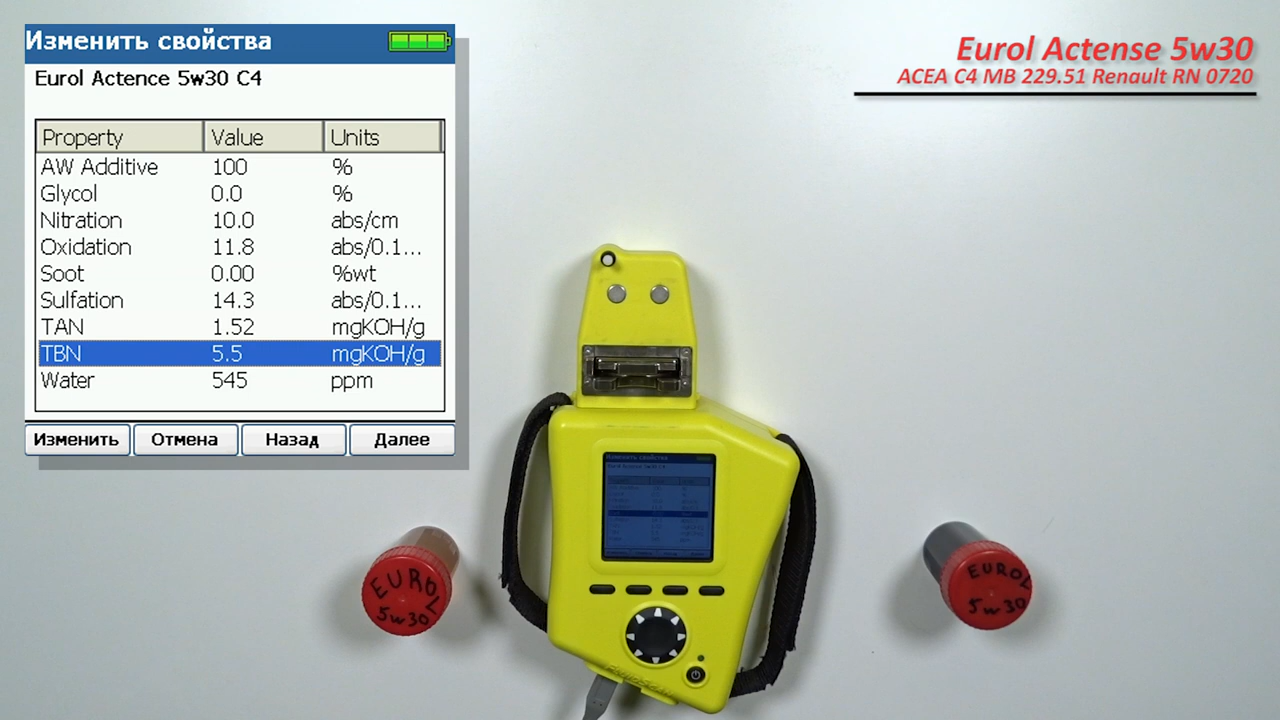 Изменить свойства
Eurol Actence 5w30 C4
Property Value Units
AW Additive 100 %
Glycol 0.0 %
Nitration 10.0 abs/cm
Oxidation 11.8 abs/0.1...
Soot 0.00 %wt
Sulfation 14.3 abs/0.1...
TAN 1.52 mgKOH/g
TBN 5.5 mgKOH/g
Water 545 ppm
Изменить Отмена Назад Далее
Eurol Actense 5w30
ACEA C4 MB 229.51 Renault RN 0720
Изменить свойства
EUROL
5w30
EUROL
5w30